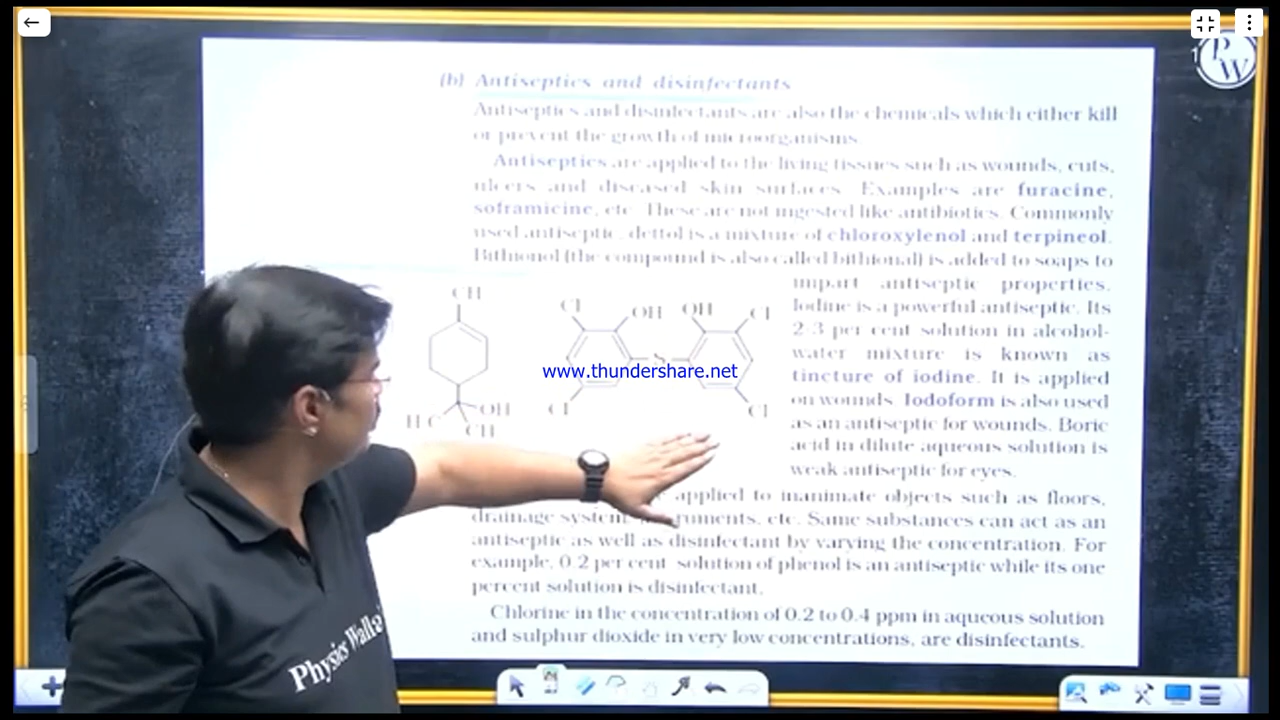 P
W
(b) Antiseptics and disinfectants
Antiseptics and disinfectants are also the chemicals which either kill
or prevent the growth of microorganisms.
Antiseptics are applied to the living tissues such as wounds, cuts,
ulcers and diseased skin surfaces. Examples are furacine,
soframicine, etc. These are not ingested like antibiotics. Commonly
used antiseptic, dettol is a mixture of chloroxylenol and terpineol.
Bithionol (the compound is also called bithional) is added to soaps to
impart antiseptic properties.
Iodine is a powerful antiseptic. Its
2-3 per cent solution in alcohol-
water mixture is known as
tincture of iodine. It is applied
on wounds. Iodoform is also used
as an antiseptic for wounds. Boric
acid in dilute aqueous solution is
weak antiseptic for eyes.
CH
Cl
OH
OH
Cl
www.thundershare.net
H C
OH
CH
Cl
Cl
applied to inanimate objects such as floors,
drainage system, ruments, etc. Same substances can act as an
antiseptic as well as disinfectant by varying the concentration. For
example, 0.2 per cent solution of phenol is an antiseptic while its one
percent solution is disinfectant.
Chlorine in the concentration of 0.2 to 0.4 ppm in aqueous solution
and sulphur dioxide in very low concentrations, are disinfectants.
Physics Walla